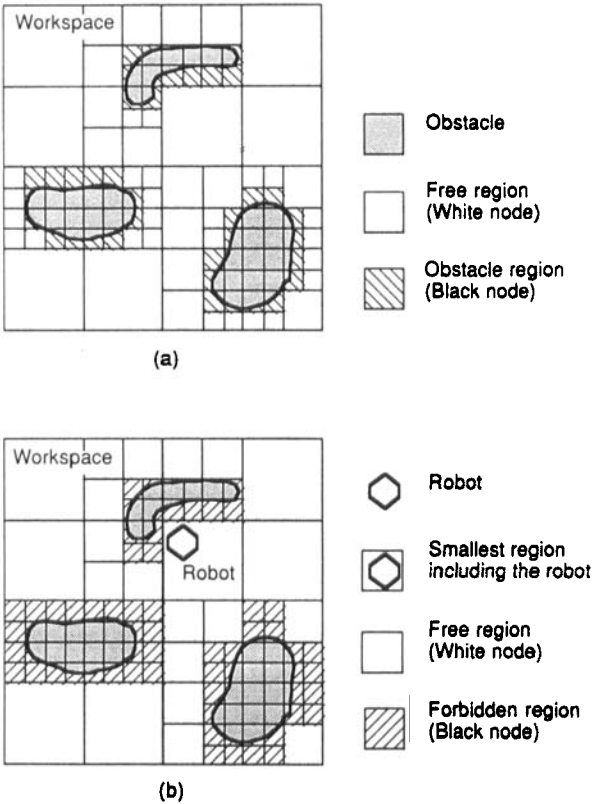 Workspace
Obstacle
Free region
(White node)
Obstacle region
(Black node)
(a)
Workspace
Robot
Robot
Smallest region
including the robot
Free region
(White node)
Forbidden region
(Black node)
(b)